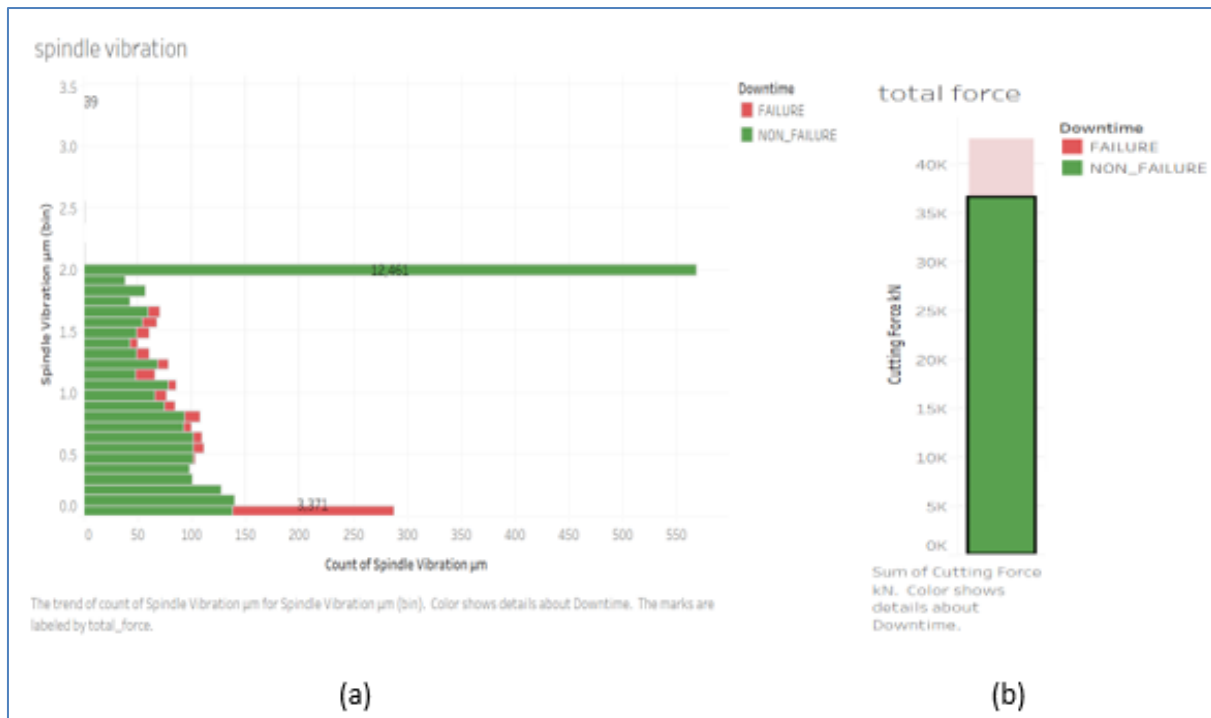 spindle vibration
3.5
39
3.0
2.5
2.0
1.5
1.0
0.5
0.0
Spindle Vibration µm (bin)
12,461
3,371
0 50 100 150 200 250 300 350 400 450 500 550
Count of Spindle Vibration µm
Downtime
FAILURE
NON_FAILURE
The trend of count of Spindle Vibration µm for Spindle Vibration µm (bin). Color shows details about Downtime. The marks are
labeled by total_force.
(a)
total force
Downtime
FAILURE
NON_FAILURE
40K
35K
30K
25K
20K
15K
10K
5K
0K
Cutting Force kN
Sum of Cutting Force
kN. Color shows
details about
Downtime.
(b)